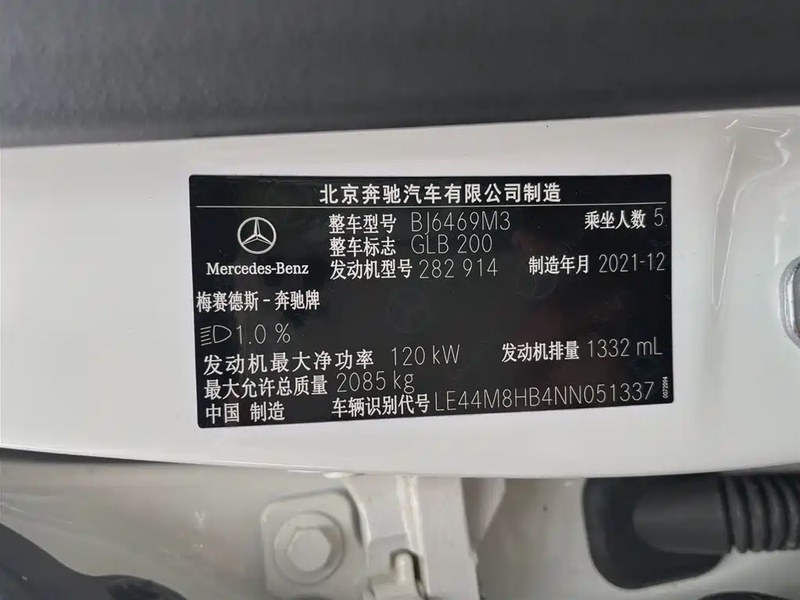 北京奔驰汽车有限公司制造
整车型号 BJ6469M3 乘坐人数 5
整车标志 GLB 200
Mercedes-Benz 发动机型号 282 914 制造年月 2021-12
梅赛德斯-奔驰牌
1.0 %
发动机最大净功率 120 kW 发动机排量 1332 mL
最大允许总质量 2085 kg
中国 制造 车辆识别代号 LE44M8HB4NN051337